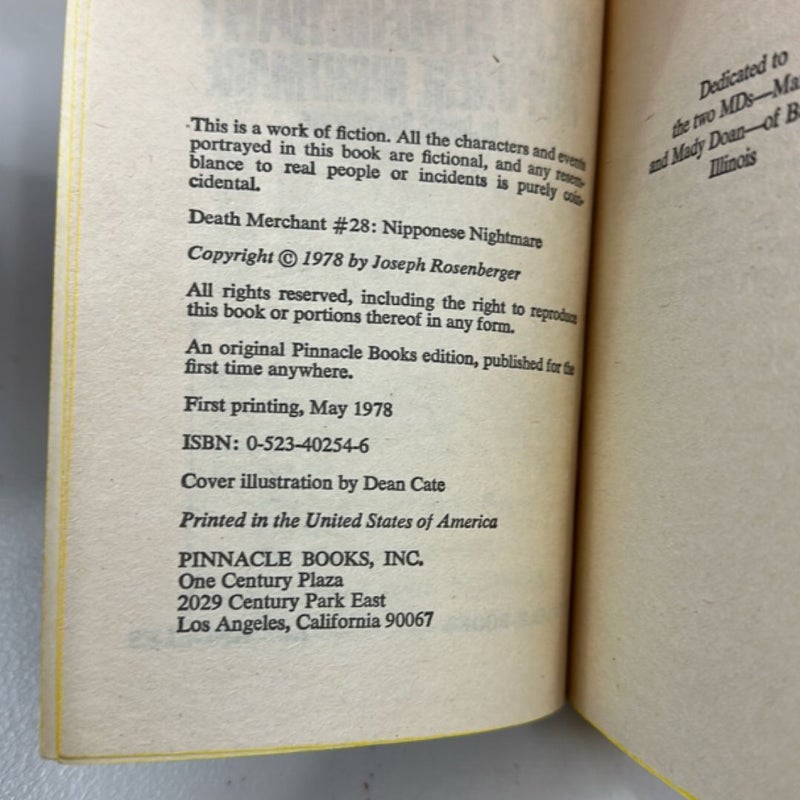 This is a work of fiction. All the characters and events
portrayed in this book are fictional, and any resem-
blance to real people or incidents is purely coin-
cidental.
Death Merchant #28: Nipponese Nightmare
Copyright © 1978 by Joseph Rosenberger
All rights reserved, including the right to reproduce
this book or portions thereof in any form.
An original Pinnacle Books edition, published for the
first time anywhere.
First printing, May 1978
ISBN: 0-523-40254-6
Cover illustration by Dean Cate
Printed in the United States of America
PINNACLE BOOKS, INC.
One Century Plaza
2029 Century Park East
Los Angeles, California 90067
Dedicated to
the two MDs—Ma
and Mady Doan—of B
Illinois